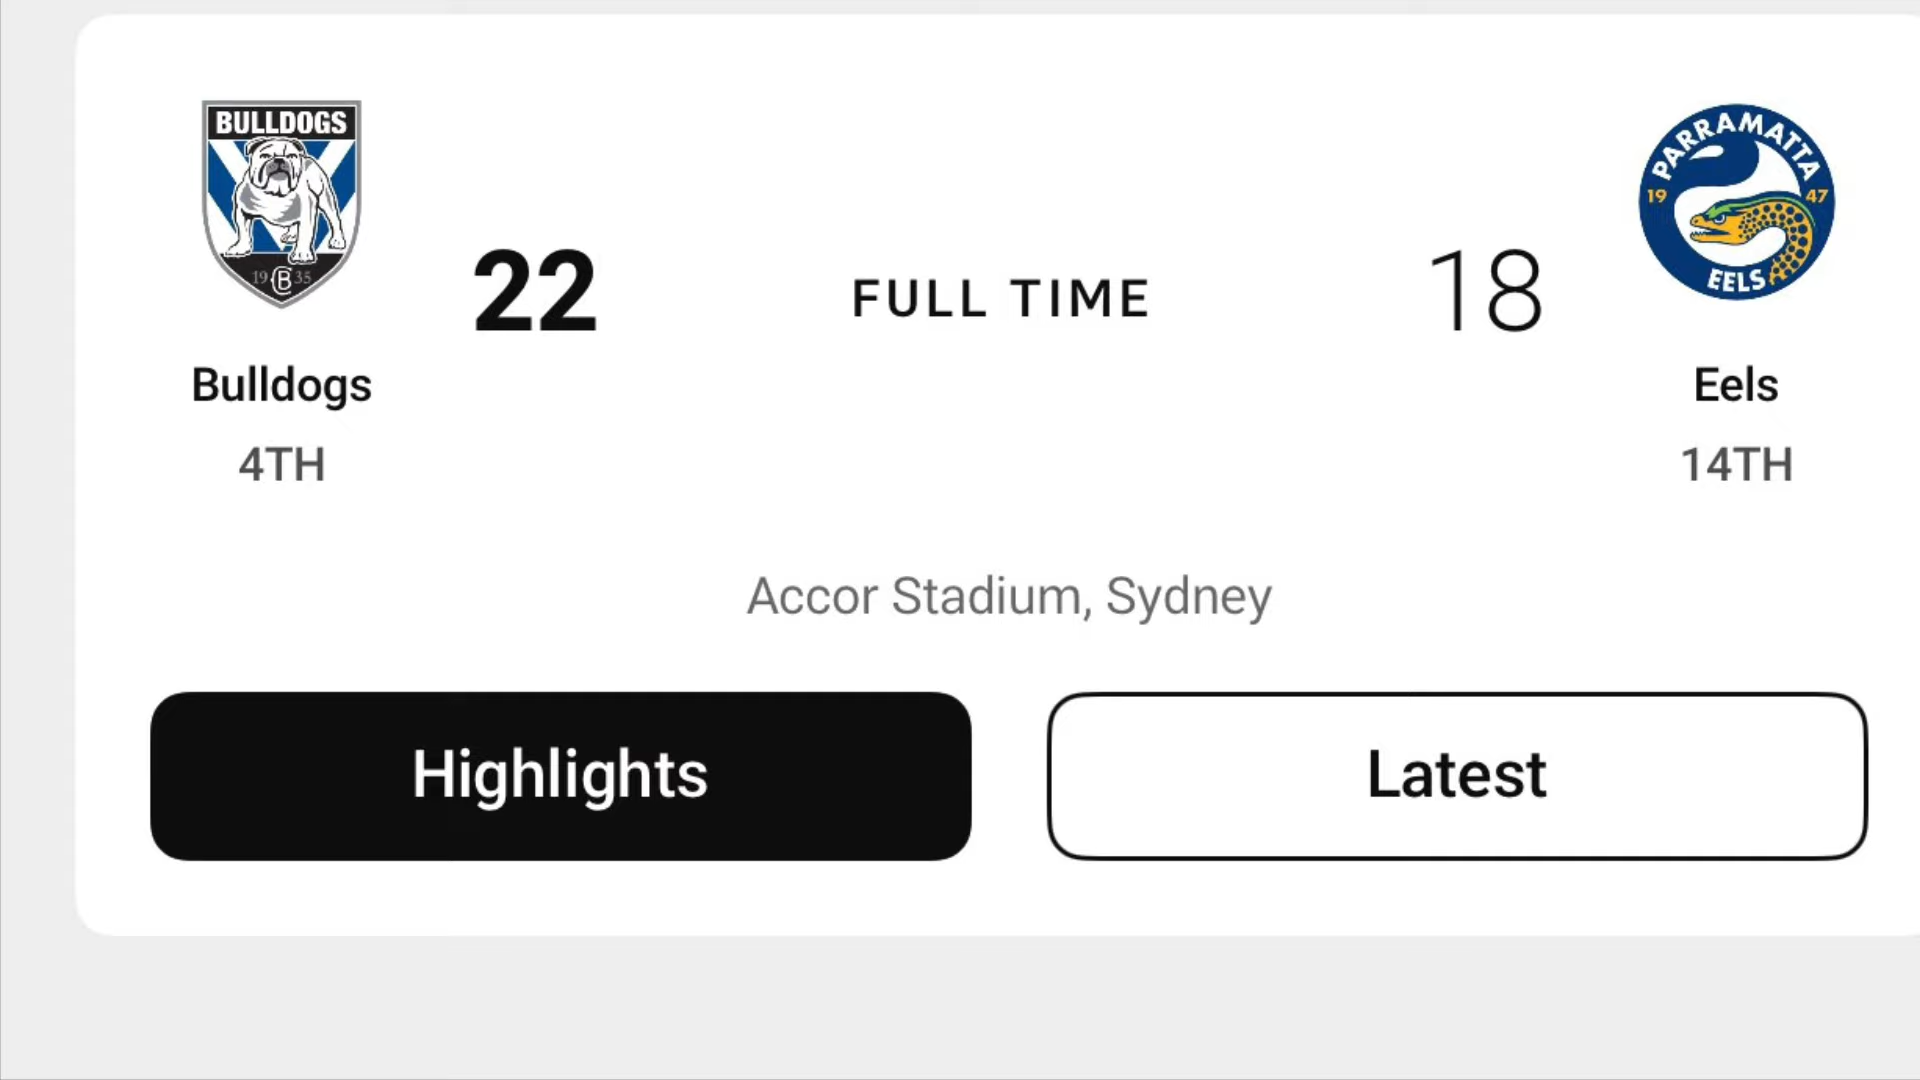 BULLDOGS
19 CB 35
Bulldogs
4TH
22
FULL TIME
18
PARRAMATTA
19 47
EELS
Eels
14TH
Accor Stadium, Sydney
Highlights
Latest